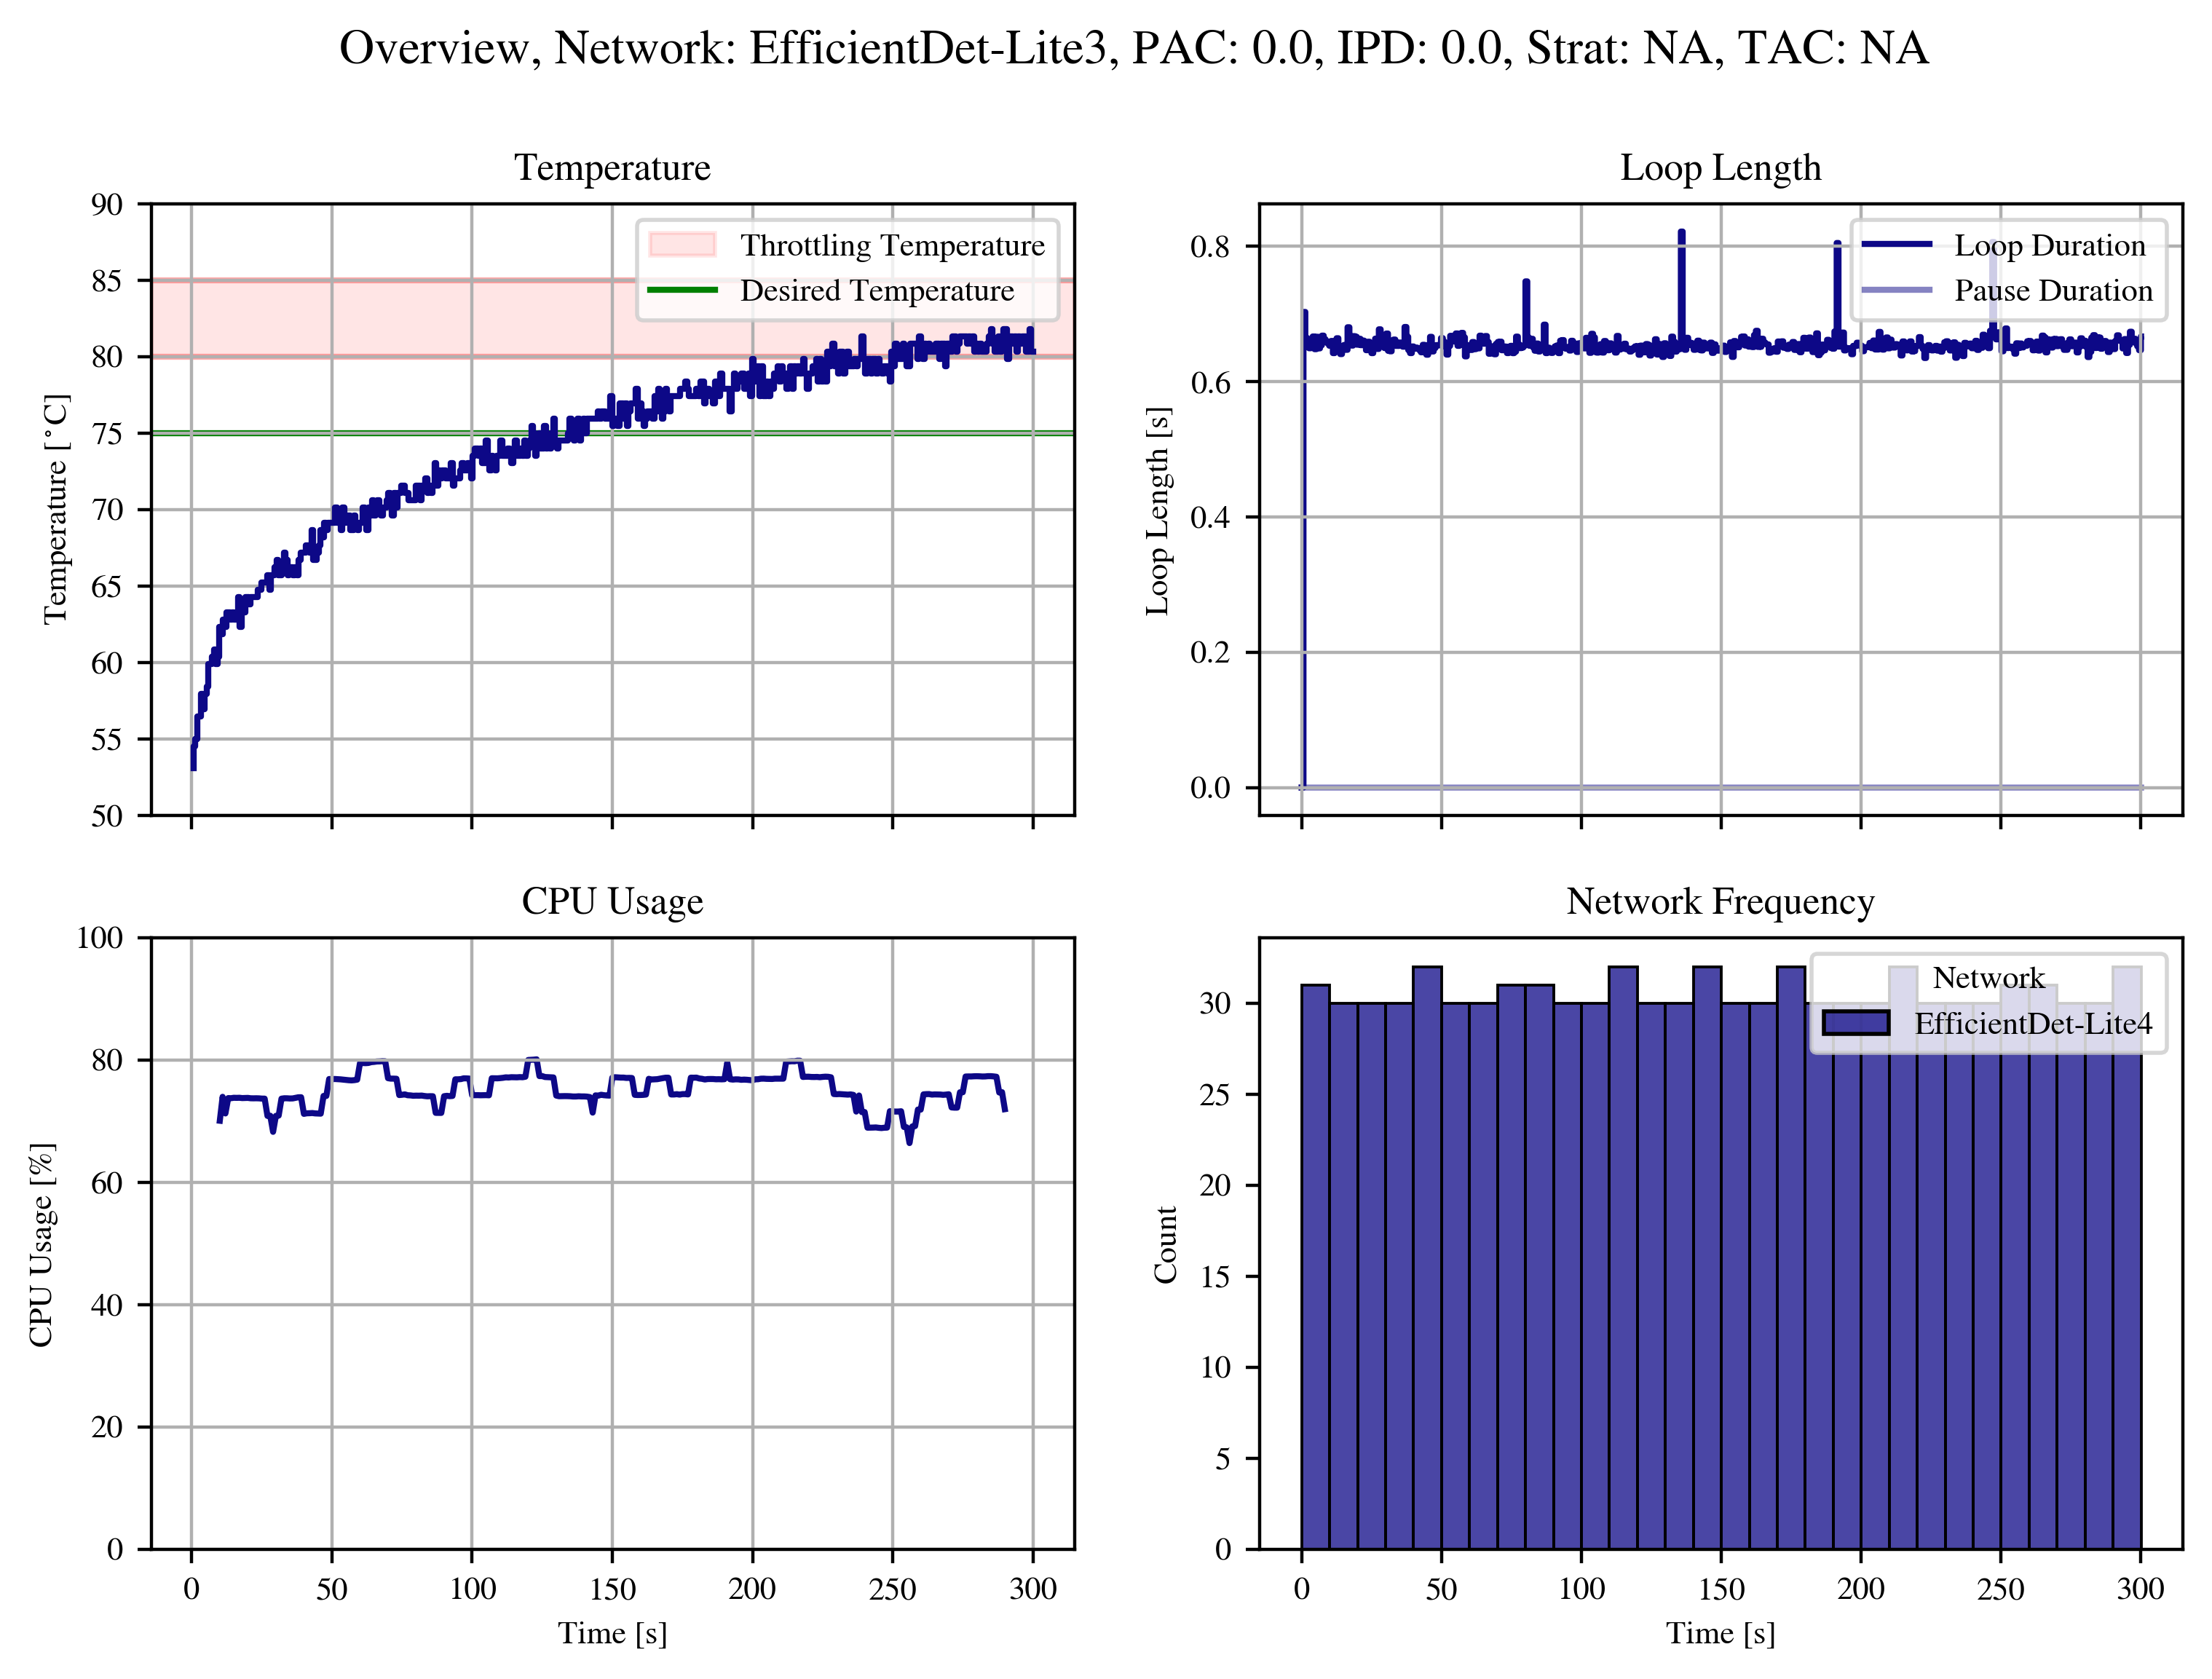 Overview, Network: EfficientDet-Lite3, PAC: 0.0, IPD: 0.0, Strat: NA, TAC: NA
Temperature
90
85
80
75
70
65
60
55
50
Temperature [°C]
Throttling Temperature
Desired Temperature
Loop Length
0.8
0.6
0.4
0.2
0.0
Loop Length [s]
Loop Duration
Pause Duration
CPU Usage
100
80
60
40
20
0
CPU Usage [%]
0 50 100 150 200 250 300
Time [s]
Network Frequency
30
25
20
15
10
5
0
Count
Network
EfficientDet-Lite4
0 50 100 150 200 250 300
Time [s]